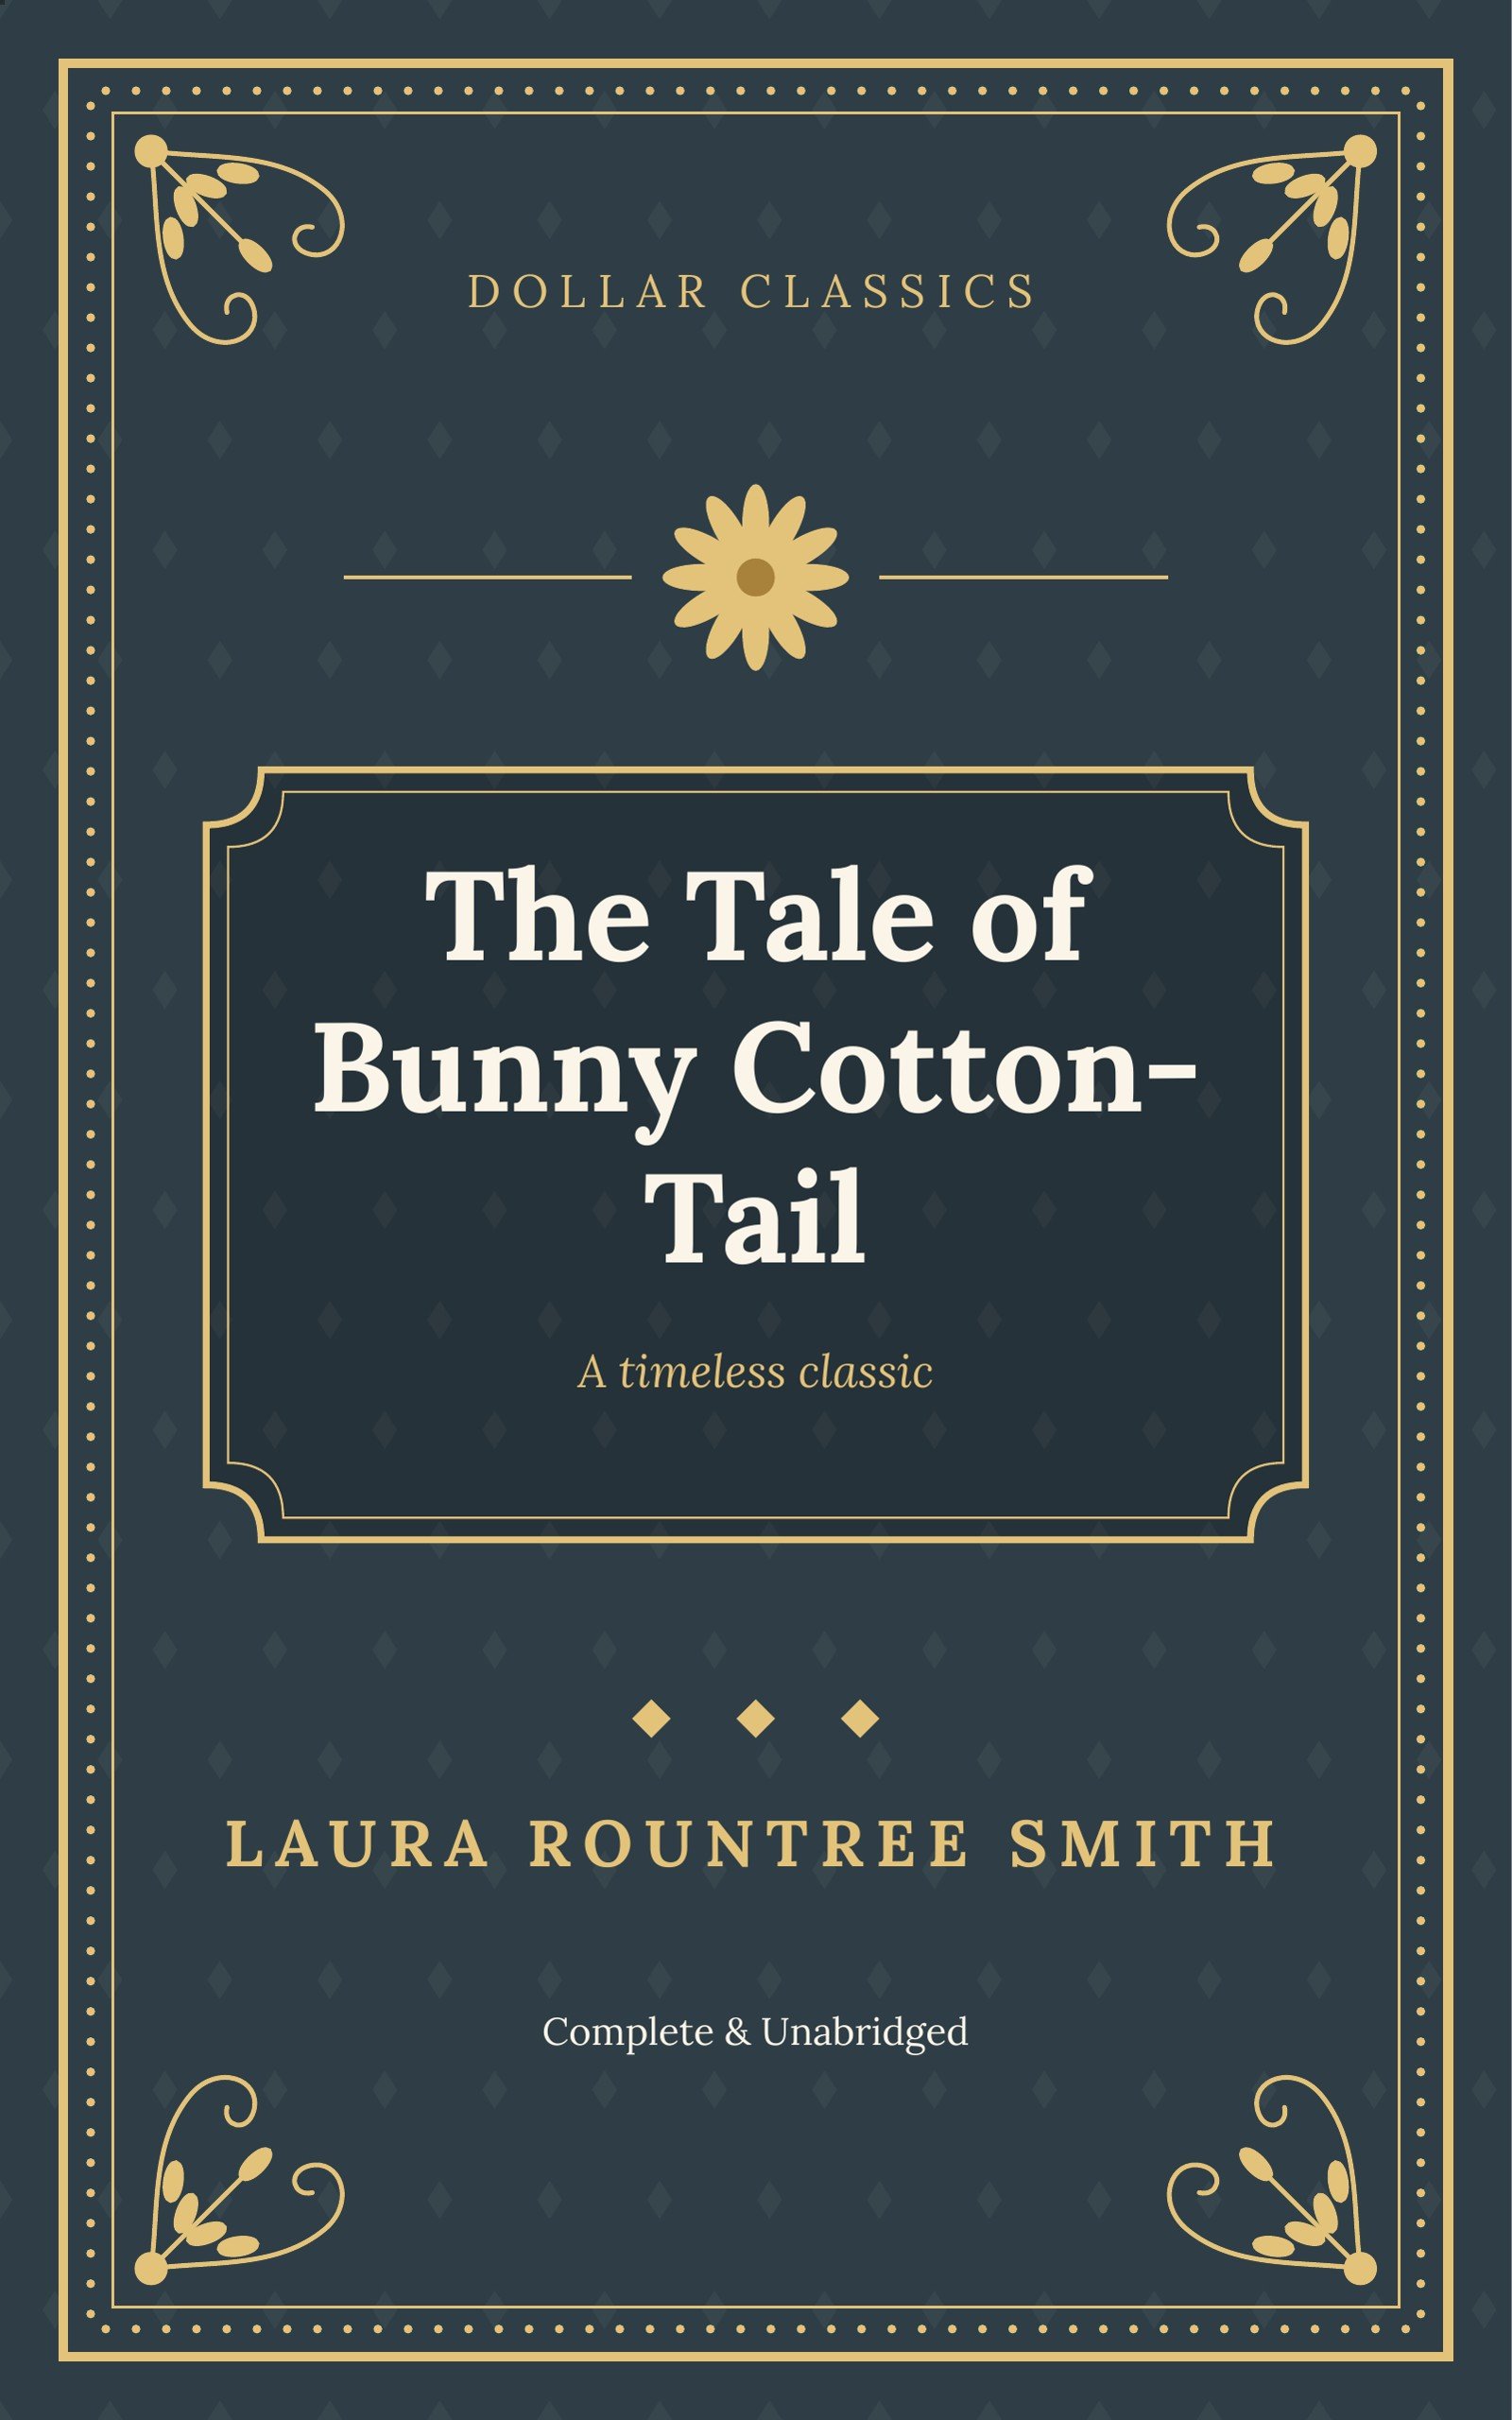 DOLLAR CLASSICS
The Tale of
Bunny Cotton-
Tail
A timeless classic
LAURA ROUNTREE SMITH
Complete & Unabridged